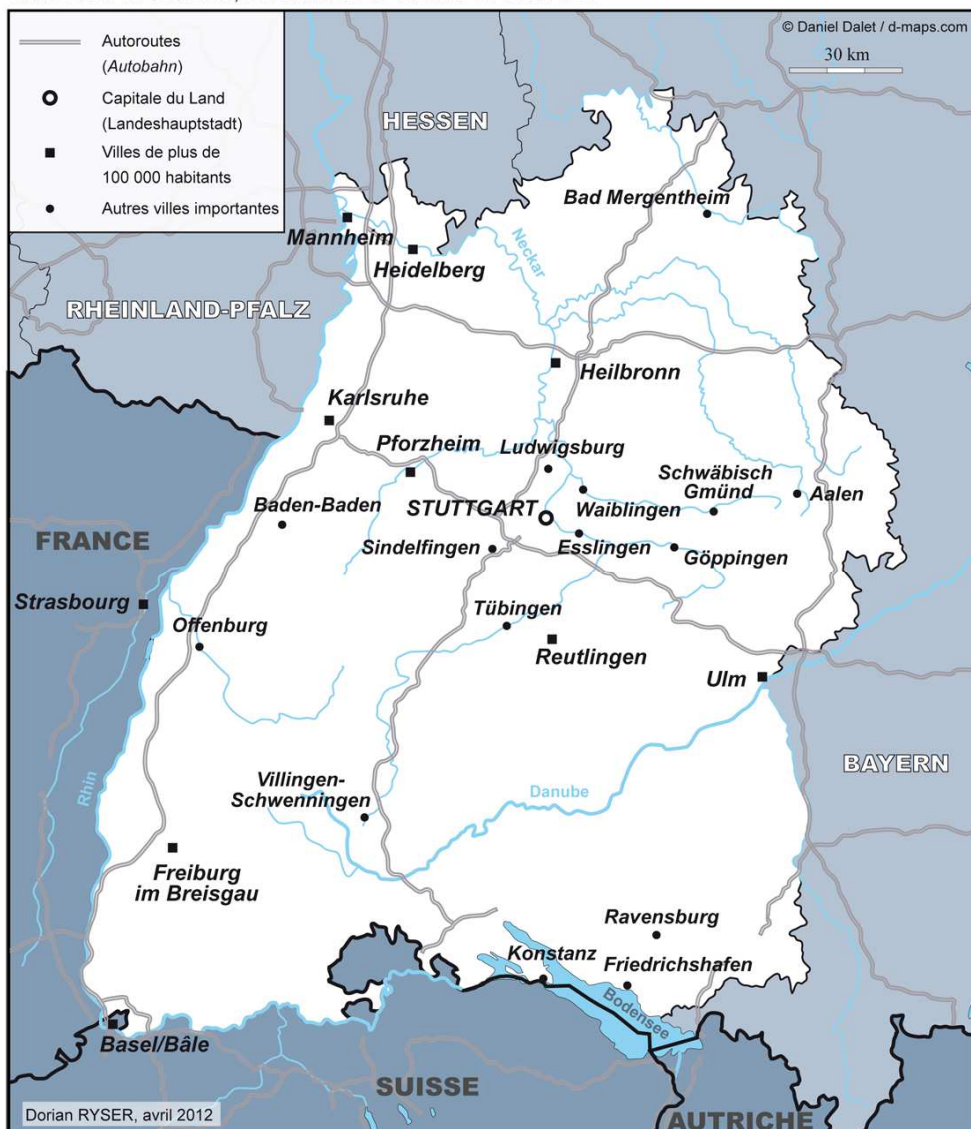 Autoroutes
(Autobahn)
Capitale du Land
(Landeshauptstadt)
Villes de plus de
100 000 habitants
Autres villes importantes
© Daniel Dalet / d-maps.com
30 km
HESSEN
Bad Mergentheim
Mannheim
Heidelberg
Neckar
RHEINLAND-PFALZ
Heilbronn
Karlsruhe
Pforzheim
Ludwigsburg
Schwäbisch
Gmünd
Aalen
Baden-Baden
STUTTGART
Waiblingen
FRANCE
Sindelfingen
Esslingen
Göppingen
Strasbourg
Tübingen
Offenburg
Reutlingen
Ulm
BAYERN
Rhin
Villingen-
Schwenningen
Danube
Freiburg
im Breisgau
Ravensburg
Konstanz
Friedrichshafen
Bodensee
Basel/Bâle
SUISSE
AUTRICHE
Dorian RYSER, avril 2012